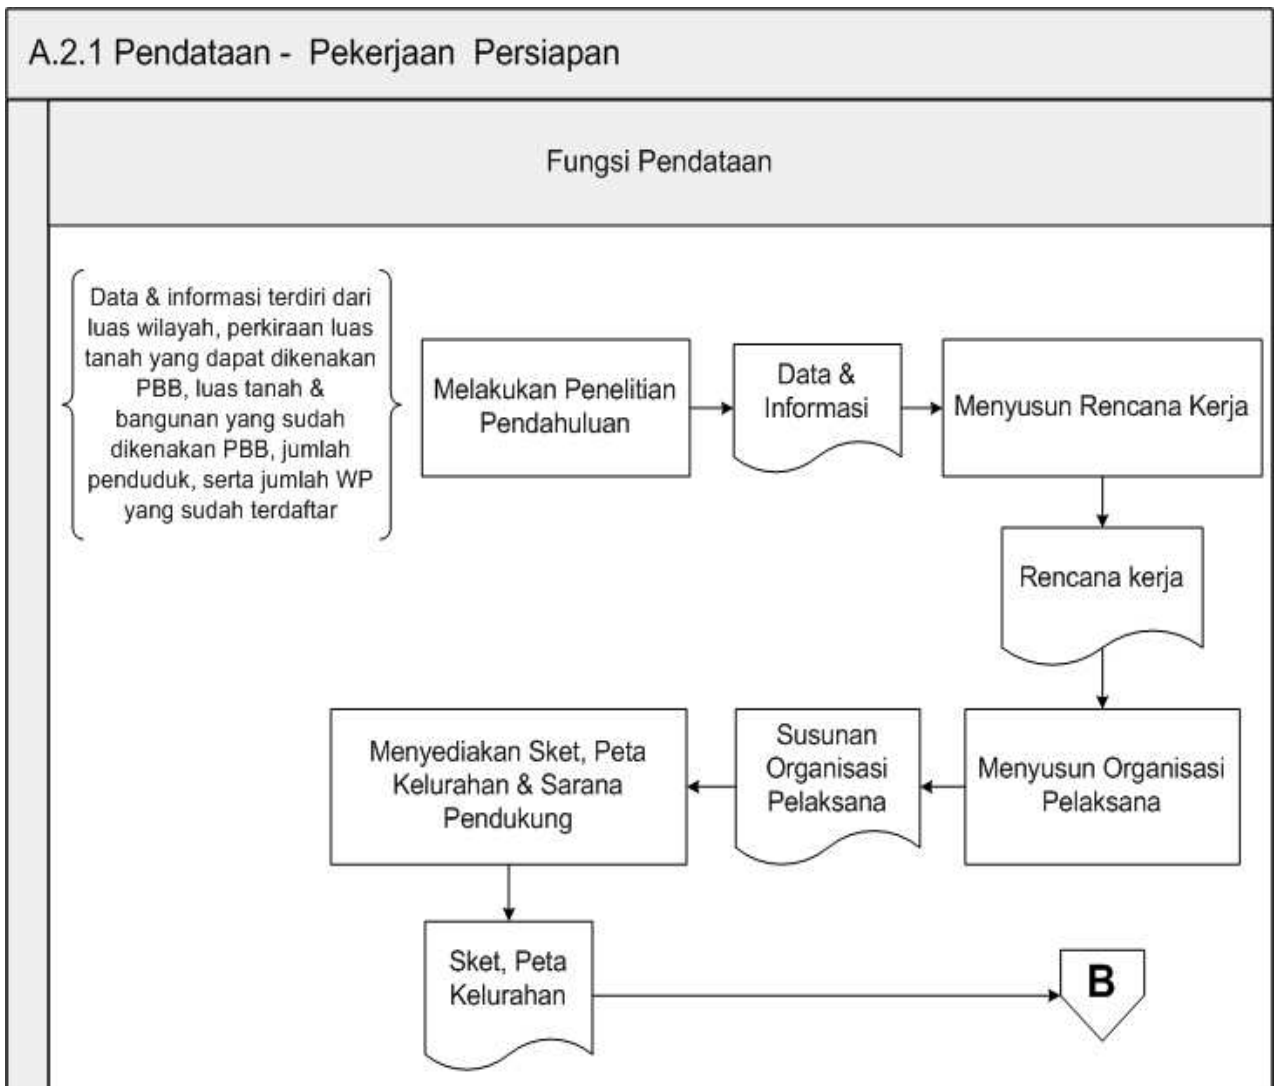 A.2.1 Pendataan - Pekerjaan Persiapan
Fungsi Pendataan
Data & informasi terdiri dari
luas wilayah, perkiraan luas
tanah yang dapat dikenakan
PBB, luas tanah &
bangunan yang sudah
dikenakan PBB, jumlah
penduduk, serta jumlah WP
yang sudah terdaftar
Melakukan Penelitian
Pendahuluan
Data &
Informasi
Menyusun Rencana Kerja
Rencana kerja
Menyusun Organisasi
Pelaksana
Susunan
Organisasi
Pelaksana
Menyediakan Sket, Peta
Kelurahan & Sarana
Pendukung
Sket, Peta
Kelurahan
B